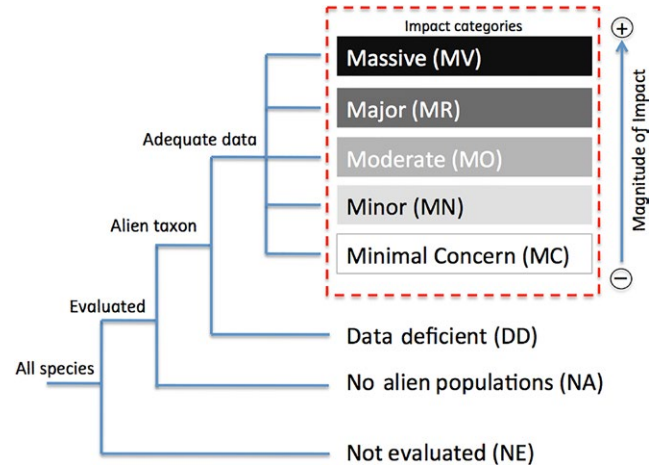 Impact categories
Massive (MV)
Major (MR)
Adequate data
Moderate (MO)
Minor (MN)
Alien taxon
Minimal Concern (MC)
Magnitude of Impact
+
−
Evaluated
Data deficient (DD)
All species
No alien populations (NA)
Not evaluated (NE)